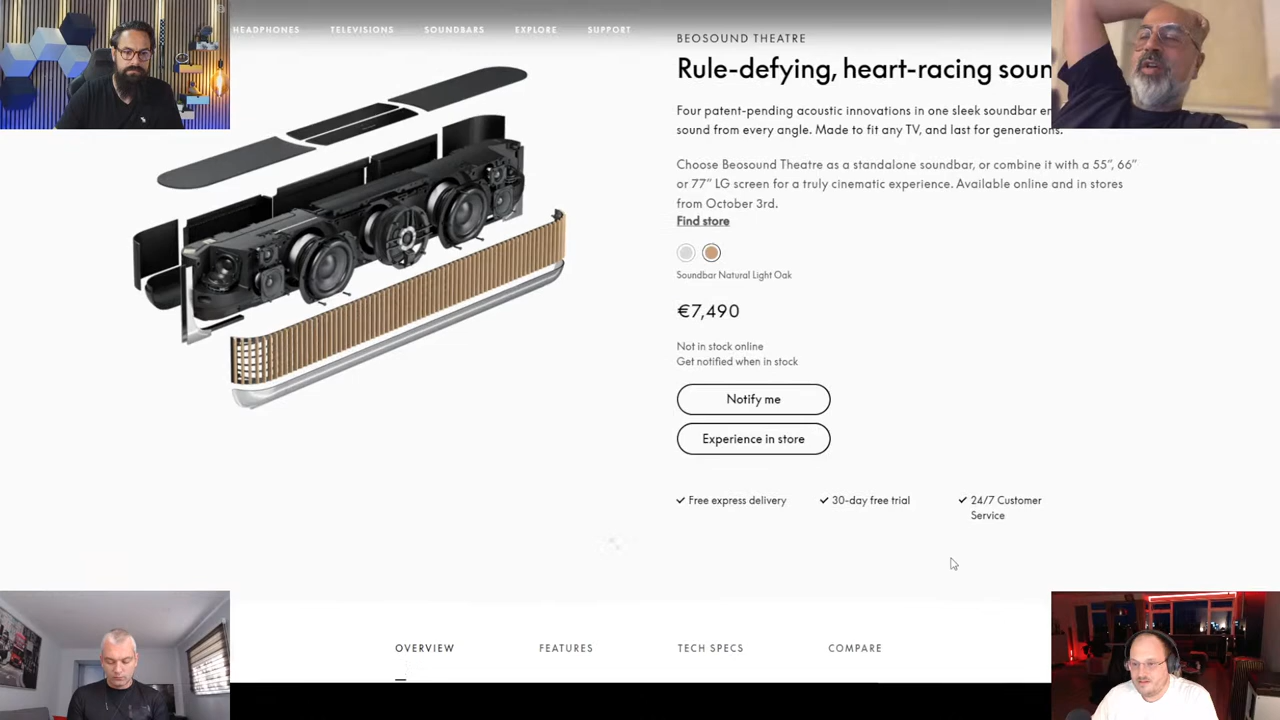 HEADPHONES TELEVISIONS SOUNDBARS EXPLORE SUPPORT
BEOSOUND THEATRE
Rule-defying, heart-racing soun
Four patent-pending acoustic innovations in one sleek soundbar
sound from every angle. Made to fit any TV, and last for generations.
Choose Beosound Theatre as a standalone soundbar, or combine it with a 55”, 66”
or 77” LG screen for a truly cinematic experience. Available online and in stores
from October 3rd.
Find store
Soundbar Natural Light Oak
€7,490
Not in stock online
Get notified when in stock
Notify me
Experience in store
Free express delivery
30-day free trial
24/7 Customer
Service
OVERVIEW FEATURES TECH SPECS COMPARE